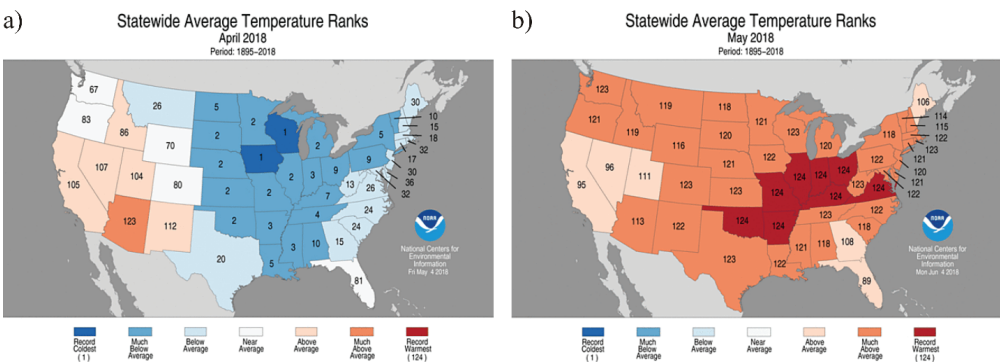 a)
Statewide Average Temperature Ranks
April 2018
Period: 1895–2018
67
26
5
2
1
30
10
83
86
2
2
5
15
18
70
1
9
32
107
104
80
2
2
3
9
13
26
17
30
36
32
105
2
2
7
24
123
112
2
3
4
24
20
3
10
15
5
81
NOAA
National Centers for
Environmental
Information
Fri May 4 2018
Record
Coldest
( 1 )
Much
Below
Average
Below
Average
Near
Average
Above
Average
Much
Above
Average
Record
Warmest
( 124 )
b)
Statewide Average Temperature Ranks
May 2018
Period: 1895–2018
123
119
118
121
123
106
114
121
119
120
120
118
115
122
116
122
122
123
96
111
123
121
124
124
124
123
124
121
120
121
122
95
123
124
124
122
113
122
124
124
123
118
123
121
118
108
122
89
NOAA
National Centers for
Environmental
Information
Mon Jun 4 2018
Record
Coldest
( 1 )
Much
Below
Average
Below
Average
Near
Average
Above
Average
Much
Above
Average
Record
Warmest
( 124 )